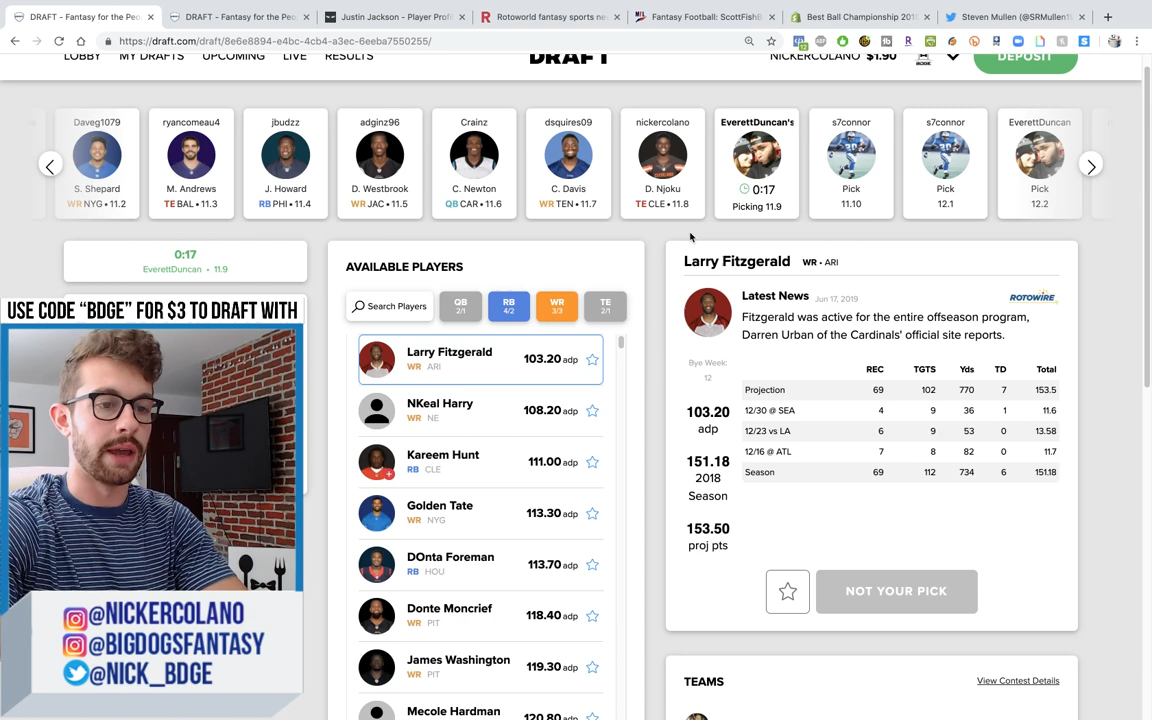 DRAFT - Fantasy for the Peo
DRAFT - Fantasy for the Peo
Justin Jackson - Player Profi
Rotoworld fantasy sports ne
Fantasy Football: ScottFishB
Best Ball Championship 201
Steven Mullen (@SRMullen
https://draft.com/draft/8e6e8894-e4bc-4cb4-a3ec-6eeba7550255/
LOBBY MY DRAFTS UPCOMING LIVE RESULTS
DRAFT
NICKERCOLANO $1.90
DEPOSIT
Daveg1079 ryancomeau4 jbudzz adginz96 Crainz dsquires09 nickercolano EverettDuncan's s7connor s7connor EverettDuncan
S. Shepard M. Andrews J. Howard D. Westbrook C. Newton C. Davis D. Njoku 0:17 Pick Pick Pick
WR NYG • 11.2 TE BAL • 11.3 RB PHI • 11.4 WR JAC • 11.5 QB CAR • 11.6 WR TEN • 11.7 TE CLE • 11.8 Picking 11.9 11.10 12.1 12.2
0:17
EverettDuncan • 11.9
USE CODE "BDGE" FOR $3 TO DRAFT WITH
@NICKERCOLANO
@BIGDOGSFANTASY
@NICK_BDGE
AVAILABLE PLAYERS
Search Players
QB
2/1
RB
4/2
WR
3/3
TE
2/1
Larry Fitzgerald 103.20 adp
WR ARI
NKeal Harry 108.20 adp
WR NE
Kareem Hunt 111.00 adp
RB CLE
Golden Tate 113.30 adp
WR NYG
DOnta Foreman 113.70 adp
RB HOU
Donte Moncrief 118.40 adp
WR PIT
James Washington 119.30 adp
WR PIT
Mecole Hardman 120.80 adp
Larry Fitzgerald WR • ARI
Latest News Jun 17, 2019
ROTOWIRE
Fitzgerald was active for the entire offseason program,
Darren Urban of the Cardinals' official site reports.
Bye Week:
12
103.20
adp
151.18
2018
Season
153.50
proj pts
REC TGTS Yds TD Total
Projection 69 102 770 7 153.5
12/30 @ SEA 4 9 36 1 11.6
12/23 vs LA 6 9 53 0 13.58
12/16 @ ATL 7 8 82 0 11.7
Season 69 112 734 6 151.18
NOT YOUR PICK
TEAMS
View Contest Details